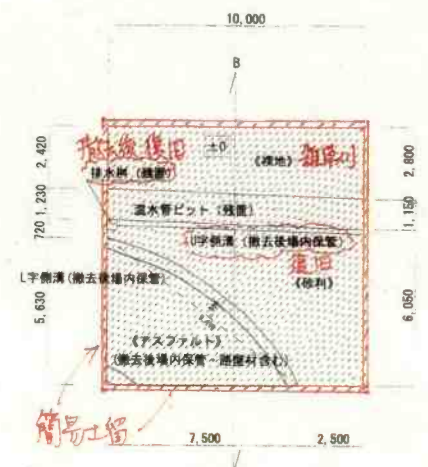 10,000
B
2,420
撤去後復旧
±0
《裸地》
2,800
排水桝（残置）
1,230
温水管ピット（残置）
1,150
720
U字側溝（撤去後場内保管）
復旧
L字側溝(撤去後場内保管)
《砂利》
5,630
6,050
《アスファルト》
(撤去後場内保管－路盤材含む)
簡易土留
7,500
2,500